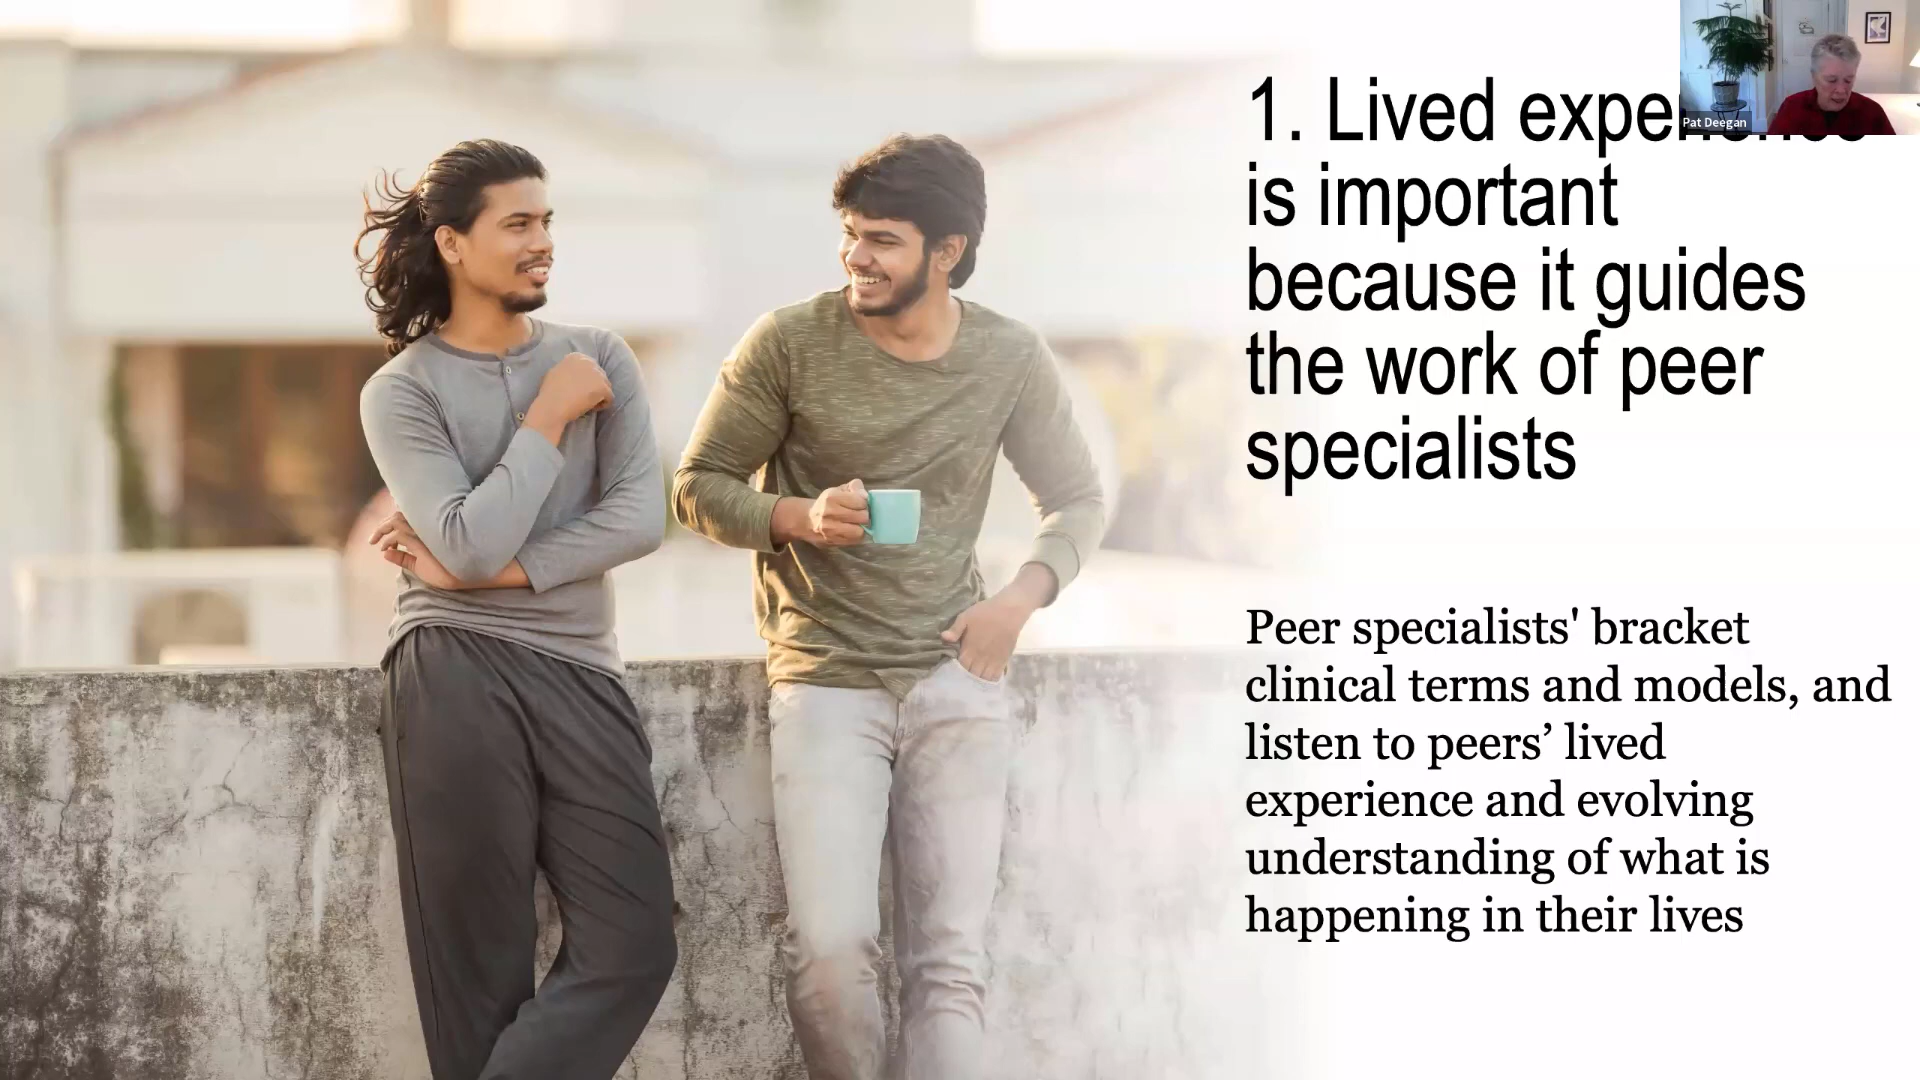 1. Lived experience
is important
because it guides
the work of peer
specialists
Pat Deegan
Peer specialists' bracket
clinical terms and models, and
listen to peers’ lived
experience and evolving
understanding of what is
happening in their lives